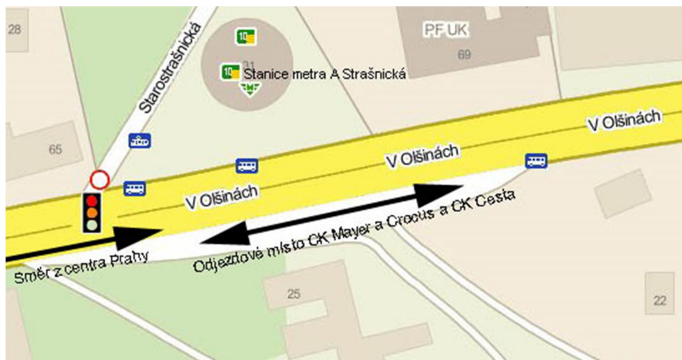 28
PF UK
69
Starostrašnická
10
31
10
Stanice metra A Strašnická
V Olšinách
V Olšinách
V Olšinách
65
Směr z centra Prahy
Odjezdové místo CK Mayer a Crocus a CK Cesta
25
22